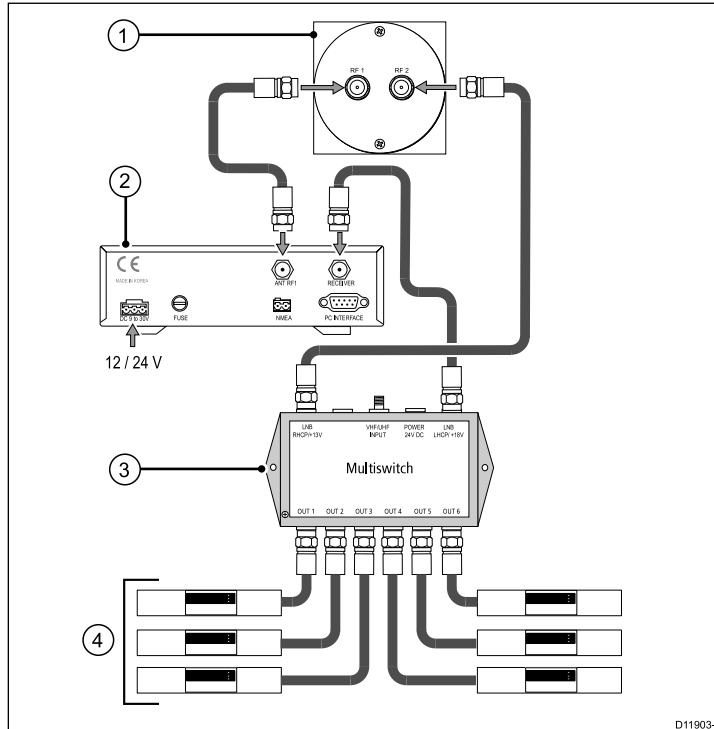 1
RF 1
RF 2
2
CE
MADE IN KOREA
ANT RF1
RECEIVER
DC 9 to 30V
FUSE
NMEA
PC INTERFACE
12 / 24 V
LNB
RHCP/+13V
VHF/UHF
INPUT
POWER
24V DC
LNB
LHCP/+18V
3
Multiswitch
OUT 1
OUT 2
OUT 3
OUT 4
OUT 5
OUT 6
4
D11903-